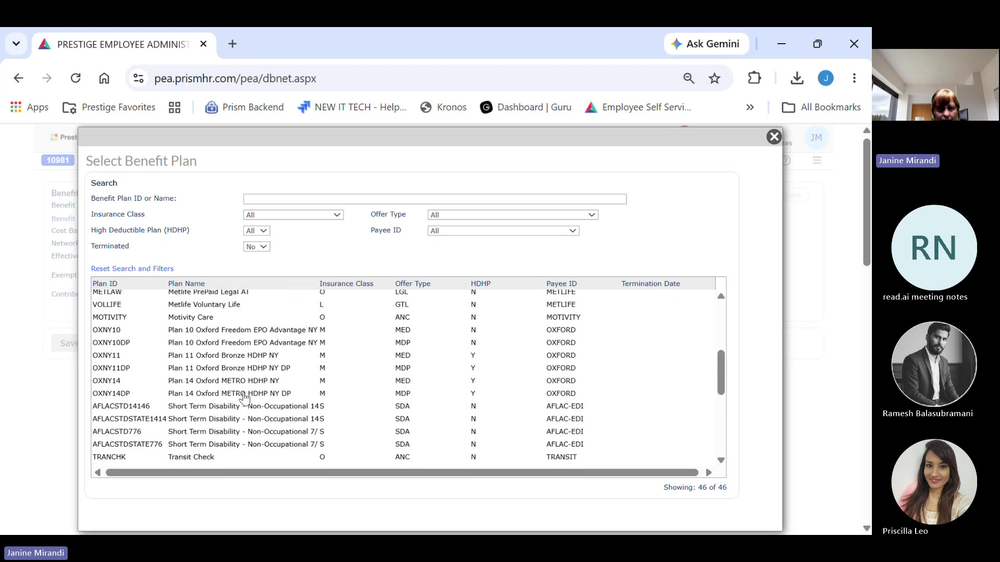 PRESTIGE EMPLOYEE ADMINIST
Ask Gemini
pea.prismhr.com/pea/dbnet.aspx
J
Apps
Prestige Favorites
Prism Backend
NEW IT TECH - Help...
Kronos
G
Dashboard | Guru
Employee Self Servi...
All Bookmarks
Prest
tes
JM
10981
Select Benefit Plan
Search
Benefit Plan ID or Name:
Insurance Class
All
Offer Type
All
High Deductible Plan (HDHP)
All
Payee ID
All
Terminated
No
Reset Search and Filters
Plan ID Plan Name Insurance Class Offer Type HDHP Payee ID Termination Date
METLAW Metlife PrePaid Legal AT O LGL N METLIFE
VOLLIFE Metlife Voluntary Life L GTL N METLIFE
MOTIVITY Motivity Care O ANC N MOTIVITY
OXNY10 Plan 10 Oxford Freedom EPO Advantage NY M MED N OXFORD
OXNY10DP Plan 10 Oxford Freedom EPO Advantage NY M MDP N OXFORD
OXNY11 Plan 11 Oxford Bronze HDHP NY M MED Y OXFORD
OXNY11DP Plan 11 Oxford Bronze HDHP NY DP M MDP Y OXFORD
OXNY14 Plan 14 Oxford METRO HDHP NY M MED Y OXFORD
OXNY14DP Plan 14 Oxford METRO HDHP NY DP M MDP Y OXFORD
AFLACSTD14146 Short Term Disability - Non-Occupational 14 S SDA N AFLAC-EDI
AFLACSTDSTATE1414 Short Term Disability - Non-Occupational 14 S SDA N AFLAC-EDI
AFLACSTD776 Short Term Disability - Non-Occupational 7/ S SDA N AFLAC-EDI
AFLACSTDSTATE776 Short Term Disability - Non-Occupational 7/ S SDA N AFLAC-EDI
TRANCHK Transit Check O ANC N TRANSIT
Showing: 46 of 46
Benefit
Benefit
Benefit
Cost Ba
Network
Effective
Exempt
Contrib
Save
Janine Mirandi
RN
read.ai meeting notes
Ramesh Balasubramani
Priscilla Leo
Janine Mirandi